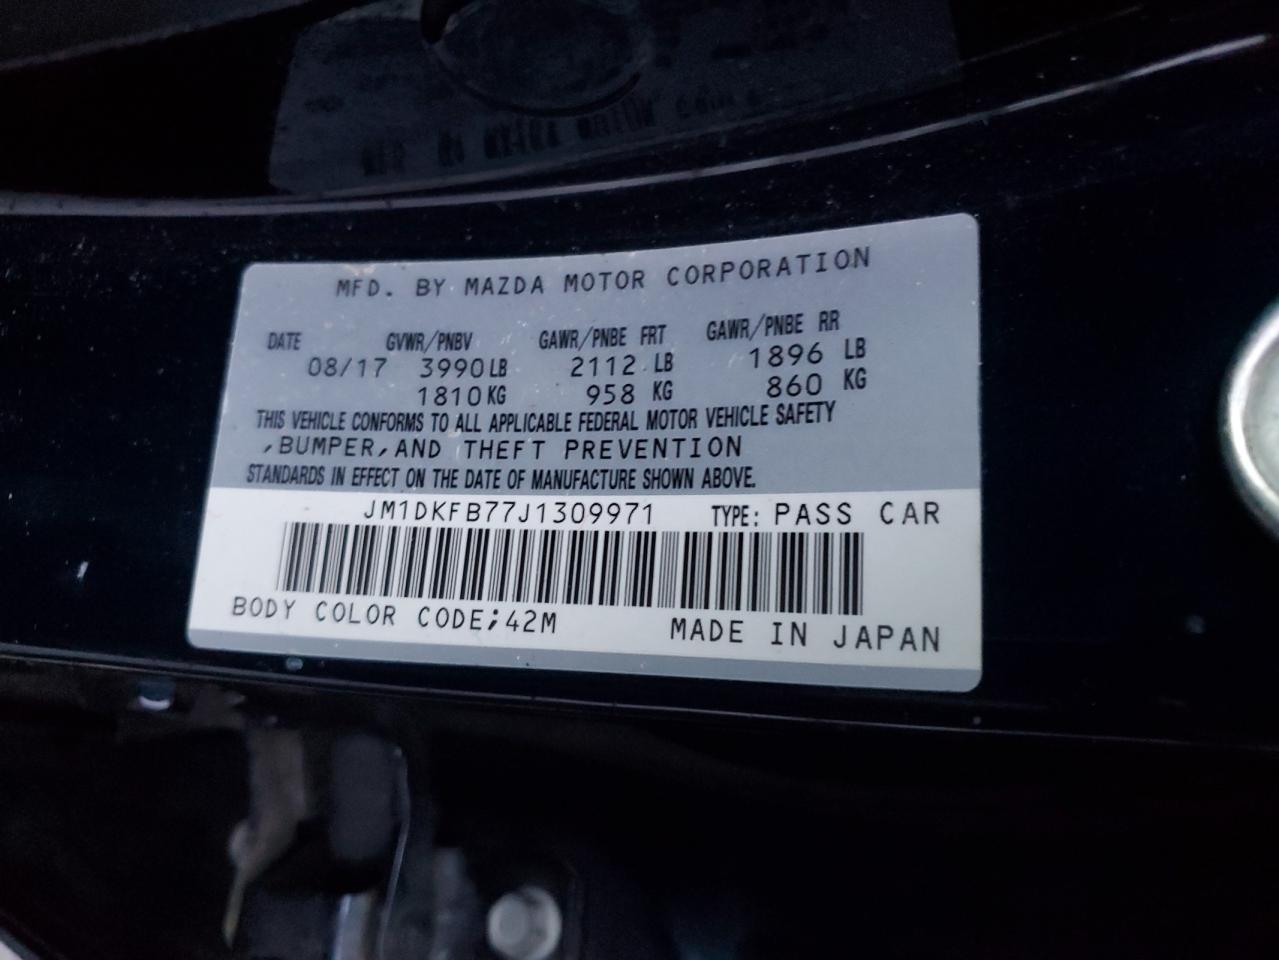 MFD. BY MAZDA MOTOR CORPORATION
DATE GVWR/PNBV GAWR/PNBE FRT GAWR/PNBE RR
08/17 3990LB 2112 LB 1896 LB
1810KG 958 KG 860 KG
THIS VEHICLE CONFORMS TO ALL APPLICABLE FEDERAL MOTOR VEHICLE SAFETY
,BUMPER,AND THEFT PREVENTION
STANDARDS IN EFFECT ON THE DATE OF MANUFACTURE SHOWN ABOVE.
JM1DKFB77J1309971 TYPE: PASS CAR
BODY COLOR CODE;42M MADE IN JAPAN